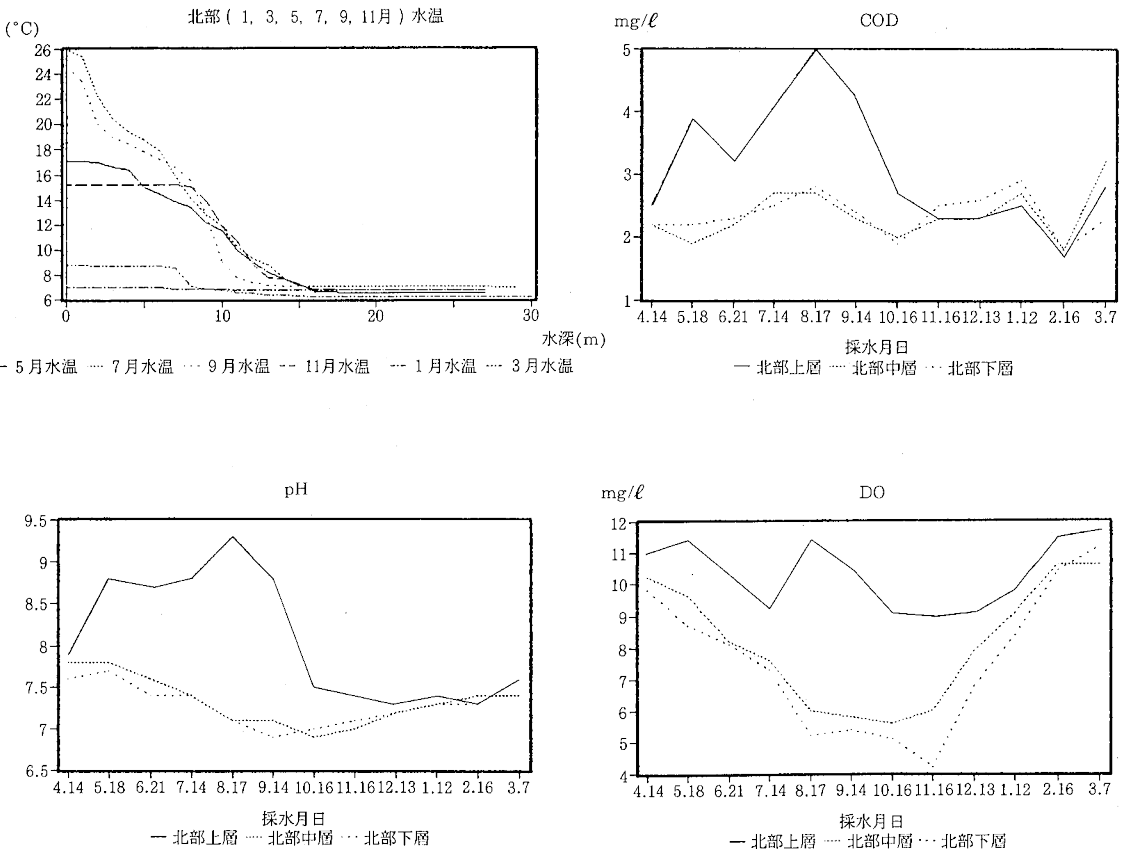 北部 ( 1, 3, 5, 7, 9, 11月 ) 水温
(°C)
26
24
22
20
18
16
14
12
10
8
6
0 10 20 30
水深(m)
5月水温 7月水温 9月水温 11月水温 1月水温 3月水温
COD
mg/ℓ
5
4
3
2
1
4.14 5.18 6.21 7.14 8.17 9.14 10.16 11.16 12.13 1.12 2.16 3.7
採水月日
北部上層 北部中層 北部下層
pH
9.5
9
8.5
8
7.5
7
6.5
4.14 5.18 6.21 7.14 8.17 9.14 10.16 11.16 12.13 1.12 2.16 3.7
採水月日
北部上層 北部中層 北部下層
DO
mg/ℓ
12
11
10
9
8
7
6
5
4
4.14 5.18 6.21 7.14 8.17 9.14 10.16 11.16 12.13 1.12 2.16 3.7
採水月日
北部上層 北部中層 北部下層